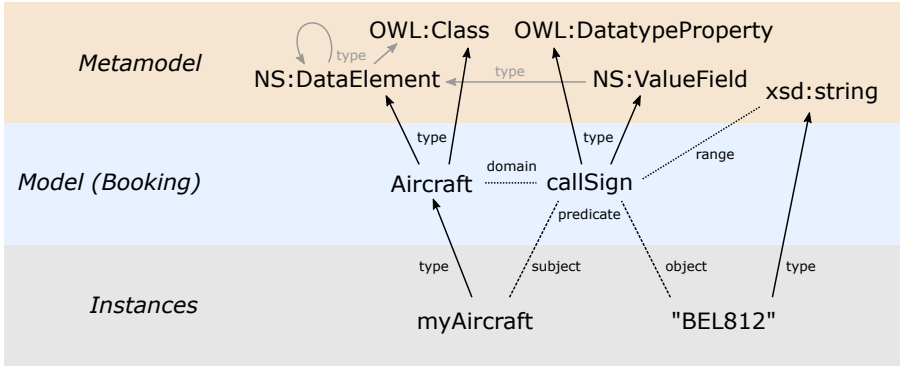 OWL:Class OWL:DatatypeProperty
Metamodel
type
NS:DataElement
type
NS:ValueField
xsd:string
type
type
range
Model (Booking)
Aircraft
domain
callSign
predicate
type
subject
object
type
Instances
myAircraft
"BEL812"